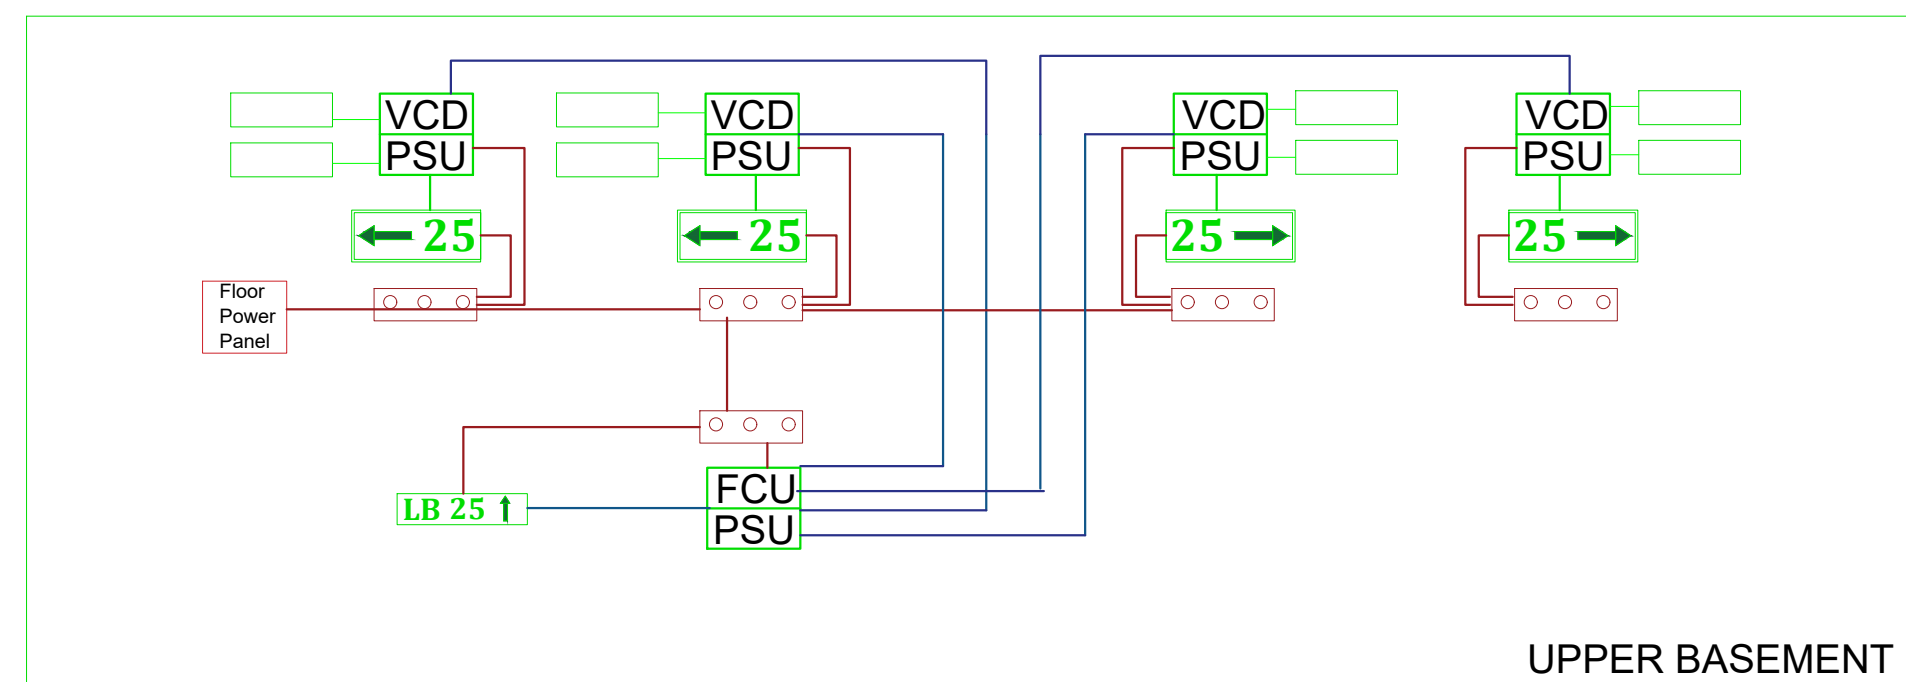 VCD
VCD
VCD
VCD
PSU
PSU
PSU
PSU
25
25
25
25
Floor
Power
Panel
FCU
LB 25
PSU
UPPER BASEMENT